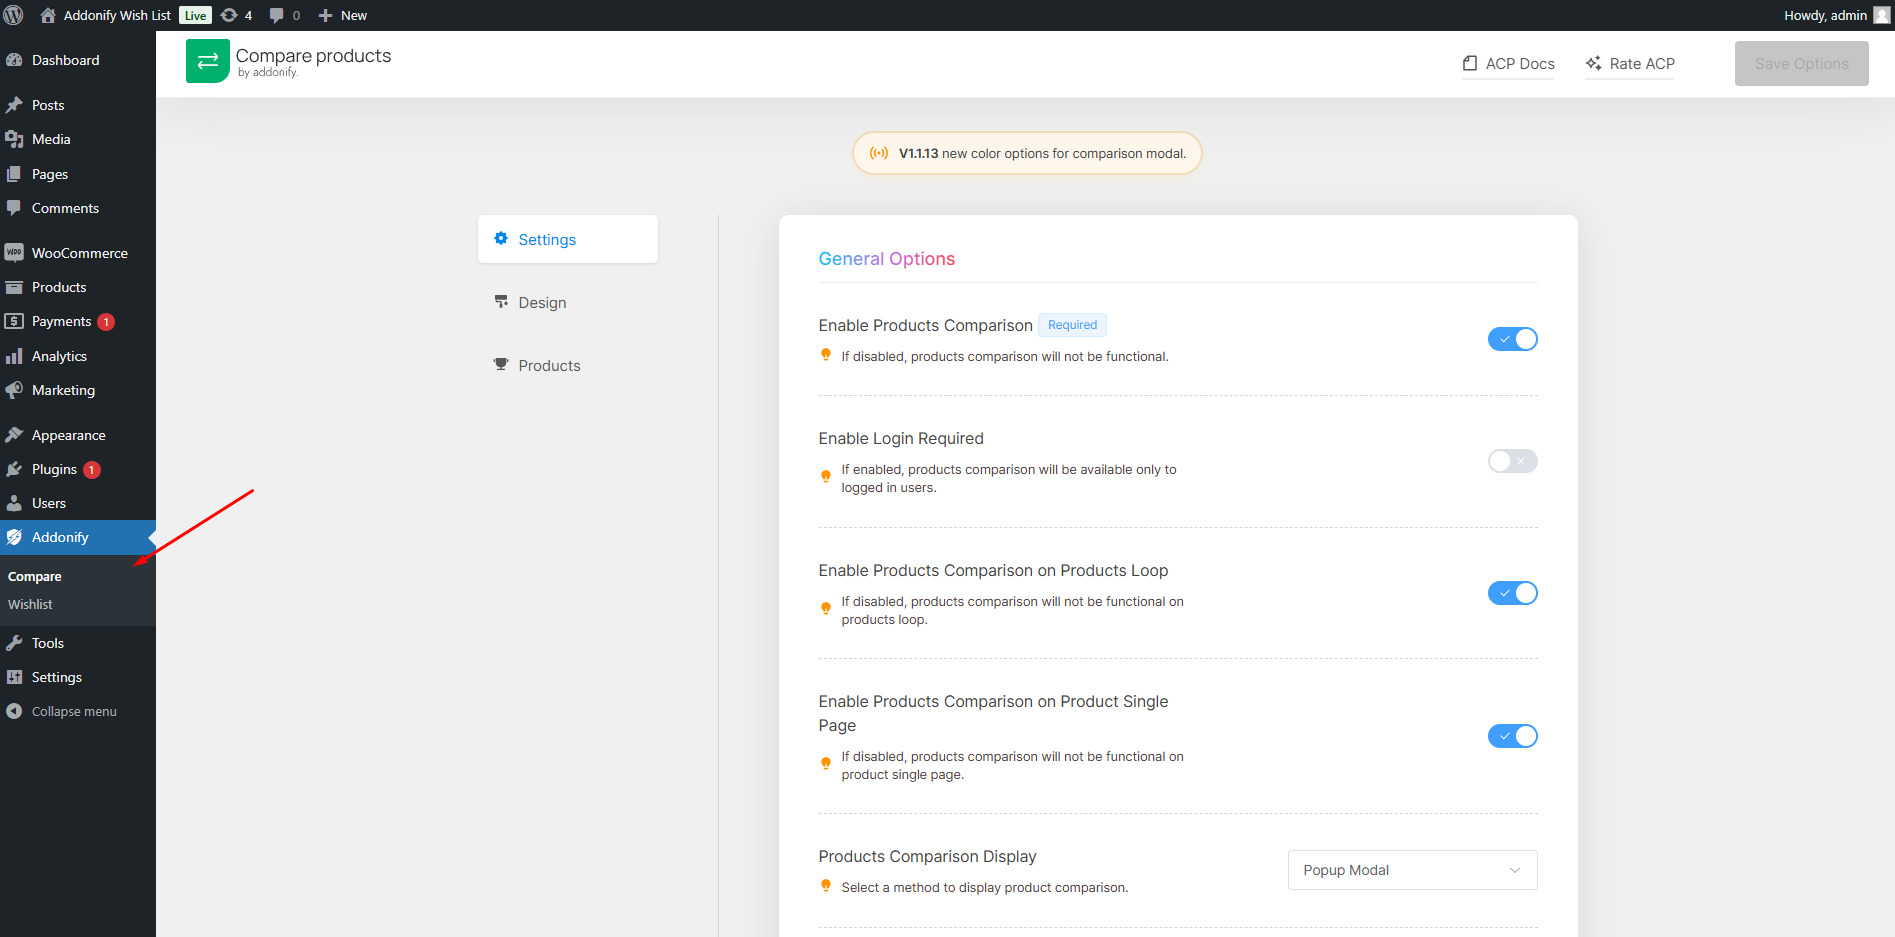 Addonify Wish List Live 4 0 New
Howdy, admin
Dashboard
Posts
Media
Pages
Comments
WooCommerce
Products
Payments 1
Analytics
Marketing
Appearance
Plugins 1
Users
Addonify
Compare
Wishlist
Tools
Settings
Collapse menu
Compare products
by addonify.
ACP Docs
Rate ACP
Save Options
V1.1.13 new color options for comparison modal.
Settings
Design
Products
General Options
Enable Products Comparison Required
If disabled, products comparison will not be functional.
Enable Login Required
If enabled, products comparison will be available only to
logged in users.
Enable Products Comparison on Products Loop
If disabled, products comparison will not be functional on
products loop.
Enable Products Comparison on Product Single
Page
If disabled, products comparison will not be functional on
product single page.
Products Comparison Display
Select a method to display product comparison.
Popup Modal